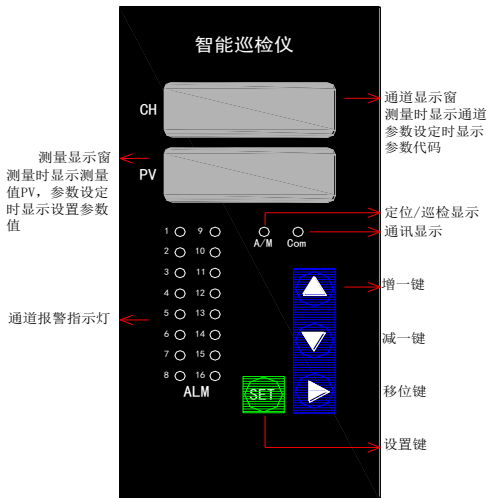 智能巡检仪
CH
通道显示窗
测量时显示通道
参数设定时显示
参数代码
测量显示窗
测量时显示测量
值PV，参数设定
时显示设置参数
值
PV
定位/巡检显示
通讯显示
A/M Com
1 9
2 10
3 11
4 12
5 13
6 14
7 15
8 16
ALM
通道报警指示灯
增一键
减一键
移位键
SET
设置键